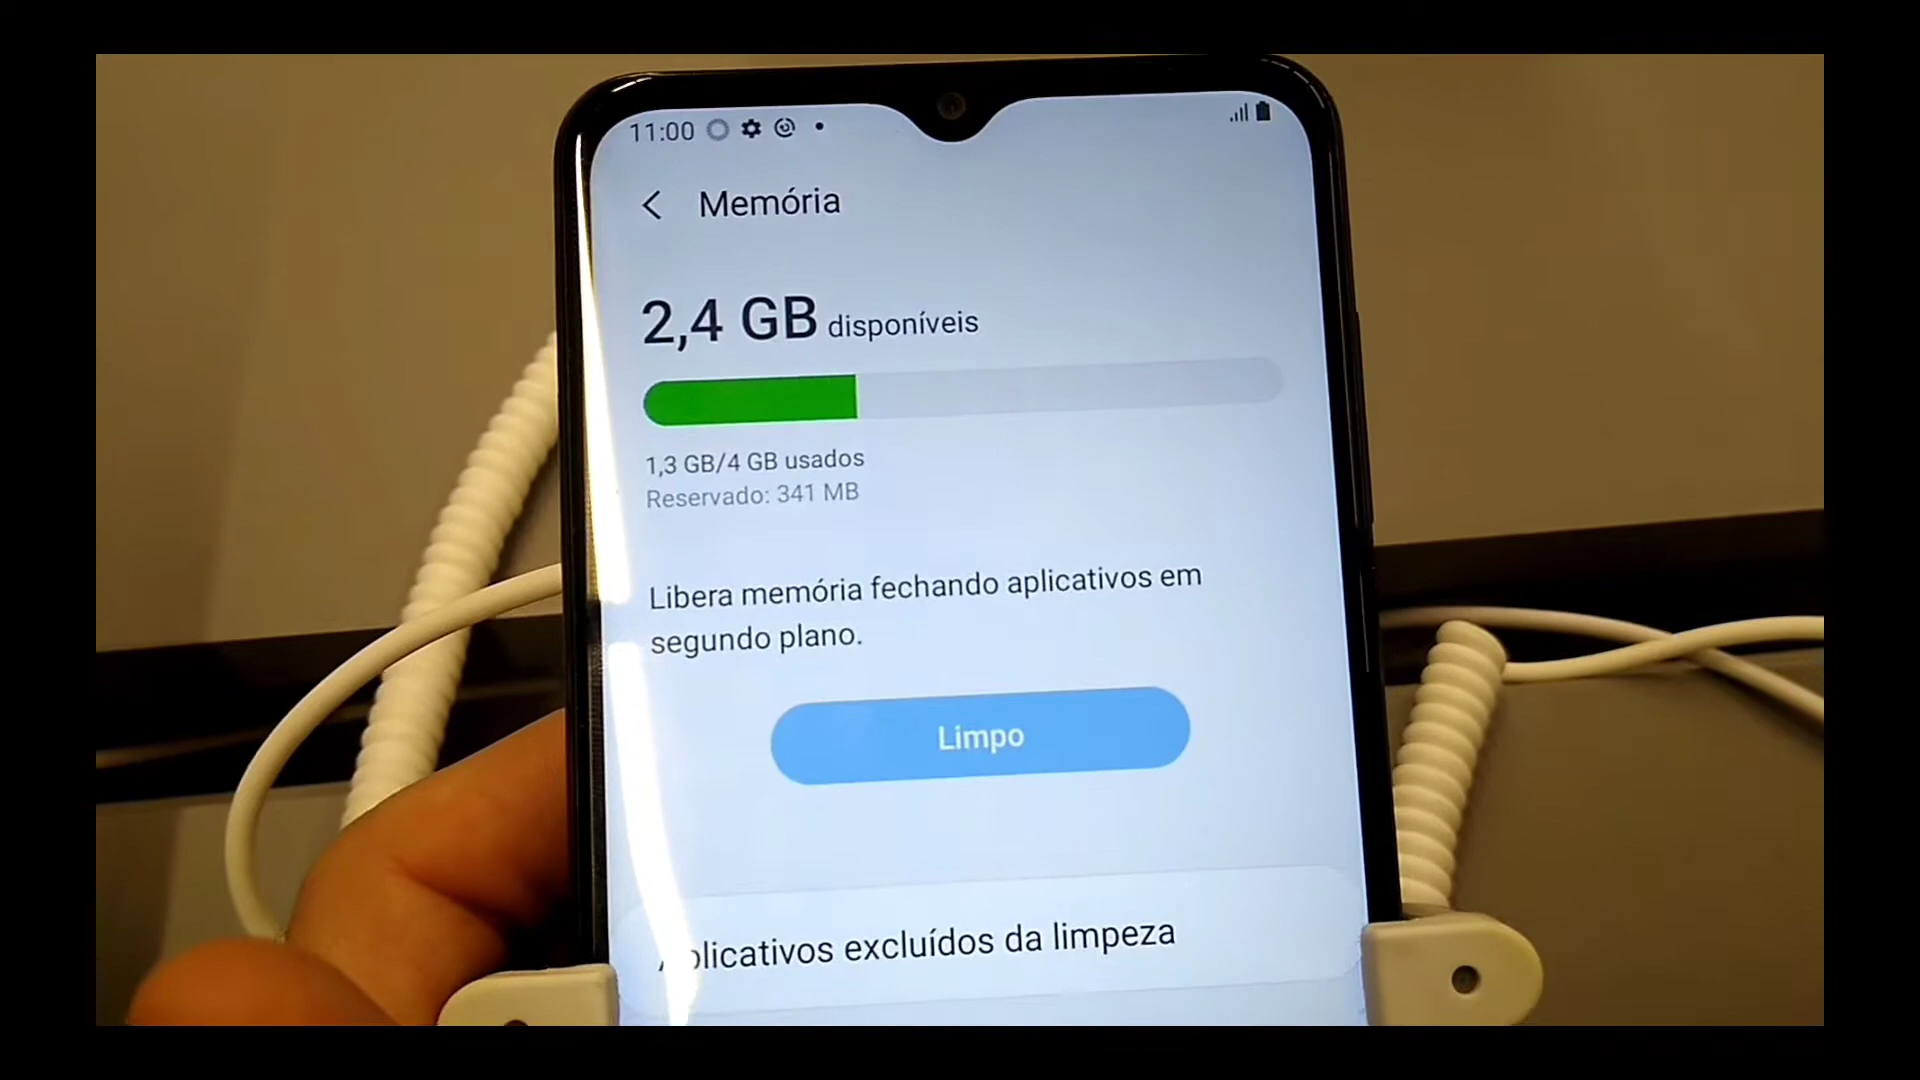 11:00
Memória
2,4 GB disponíveis
1,3 GB/4 GB usados
Reservado: 341 MB
Libera memória fechando aplicativos em
segundo plano.
Limpo
excluídos da limpeza